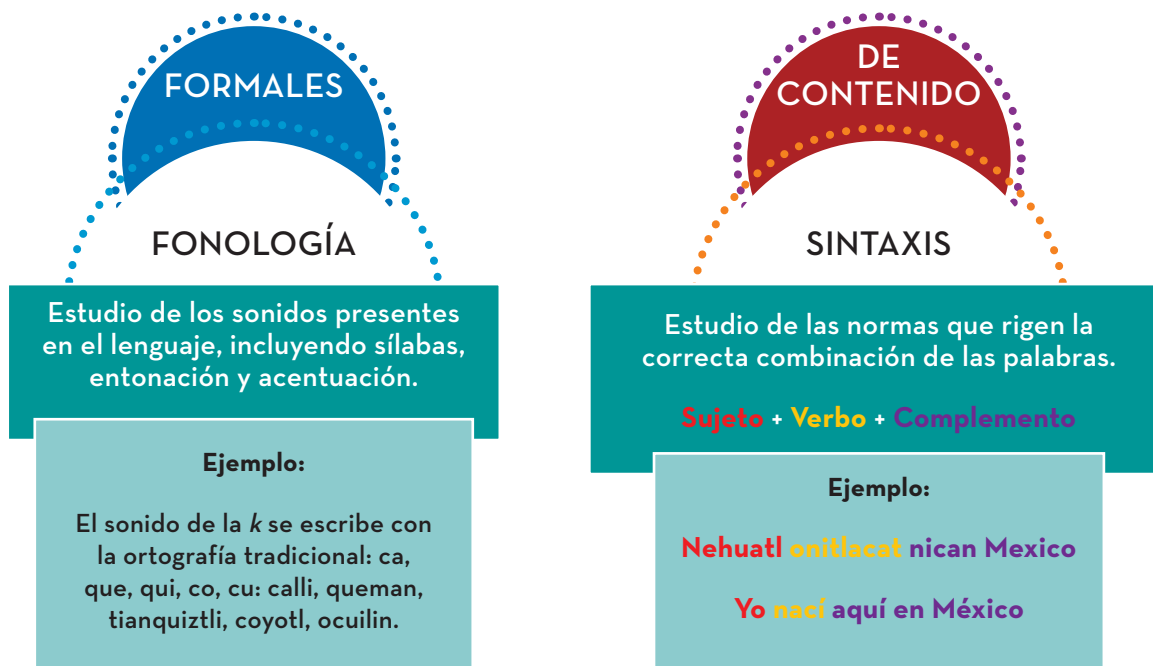 FORMALES
FONOLOGÍA
Estudio de los sonidos presentes
en el lenguaje, incluyendo sílabas,
entonación y acentuación.
Ejemplo:
El sonido de la k se escribe con
la ortografía tradicional: ca,
que, qui, co, cu: calli, queman,
tianquiztli, coyotl, ocuilin.
DE
CONTENIDO
SINTAXIS
Estudio de las normas que rigen la
correcta combinación de las palabras.
Sujeto + Verbo + Complemento
Ejemplo:
Nehuatl onitlacat nican Mexico
Yo nací aquí en México